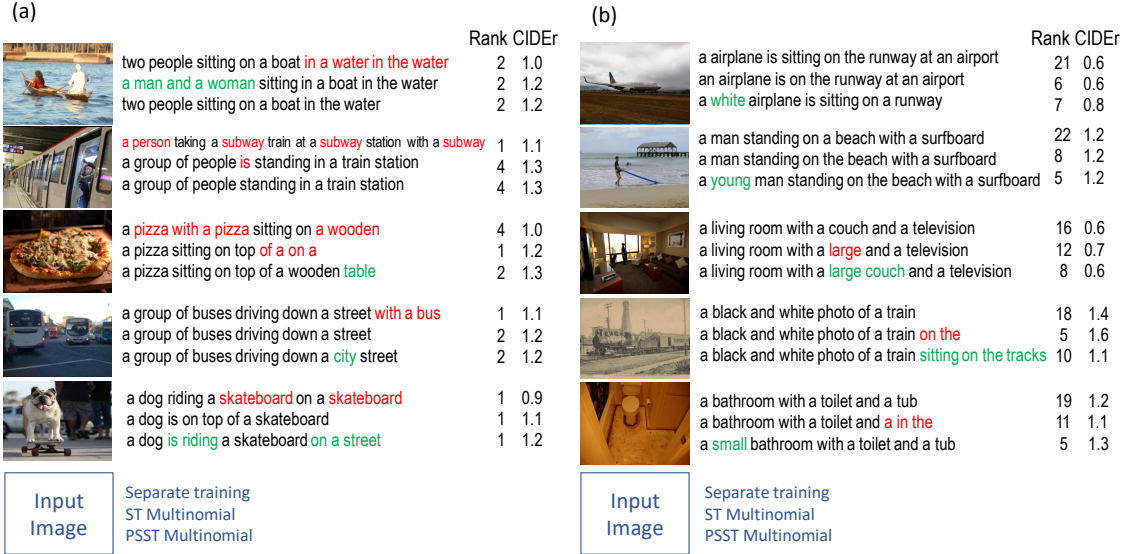 (a)
Rank CIDEr
two people sitting on a boat in a water in the water 2 1.0
a man and a woman sitting in a boat in the water 2 1.2
two people sitting on a boat in the water 2 1.2
a person taking a subway train at a subway station with a subway 1 1.1
a group of people is standing in a train station 4 1.3
a group of people standing in a train station 4 1.3
a pizza with a pizza sitting on a wooden 4 1.0
a pizza sitting on top of a on a 1 1.2
a pizza sitting on top of a wooden table 2 1.3
a group of buses driving down a street with a bus 1 1.1
a group of buses driving down a street 2 1.2
a group of buses driving down a city street 2 1.2
a dog riding a skateboard on a skateboard 1 0.9
a dog is on top of a skateboard 1 1.1
a dog is riding a skateboard on a street 1 1.2
Input
Image
Separate training
ST Multinomial
PSST Multinomial
(b)
Rank CIDEr
a airplane is sitting on the runway at an airport 21 0.6
an airplane is on the runway at an airport 6 0.6
a white airplane is sitting on a runway 7 0.8
a man standing on a beach with a surfboard 22 1.2
a man standing on the beach with a surfboard 8 1.2
a young man standing on the beach with a surfboard 5 1.2
a living room with a couch and a television 16 0.6
a living room with a large and a television 12 0.7
a living room with a large couch and a television 8 0.6
a black and white photo of a train 18 1.4
a black and white photo of a train on the 5 1.6
a black and white photo of a train sitting on the tracks 10 1.1
a bathroom with a toilet and a tub 19 1.2
a bathroom with a toilet and a in the 11 1.1
a small bathroom with a toilet and a tub 5 1.3
Input
Image
Separate training
ST Multinomial
PSST Multinomial